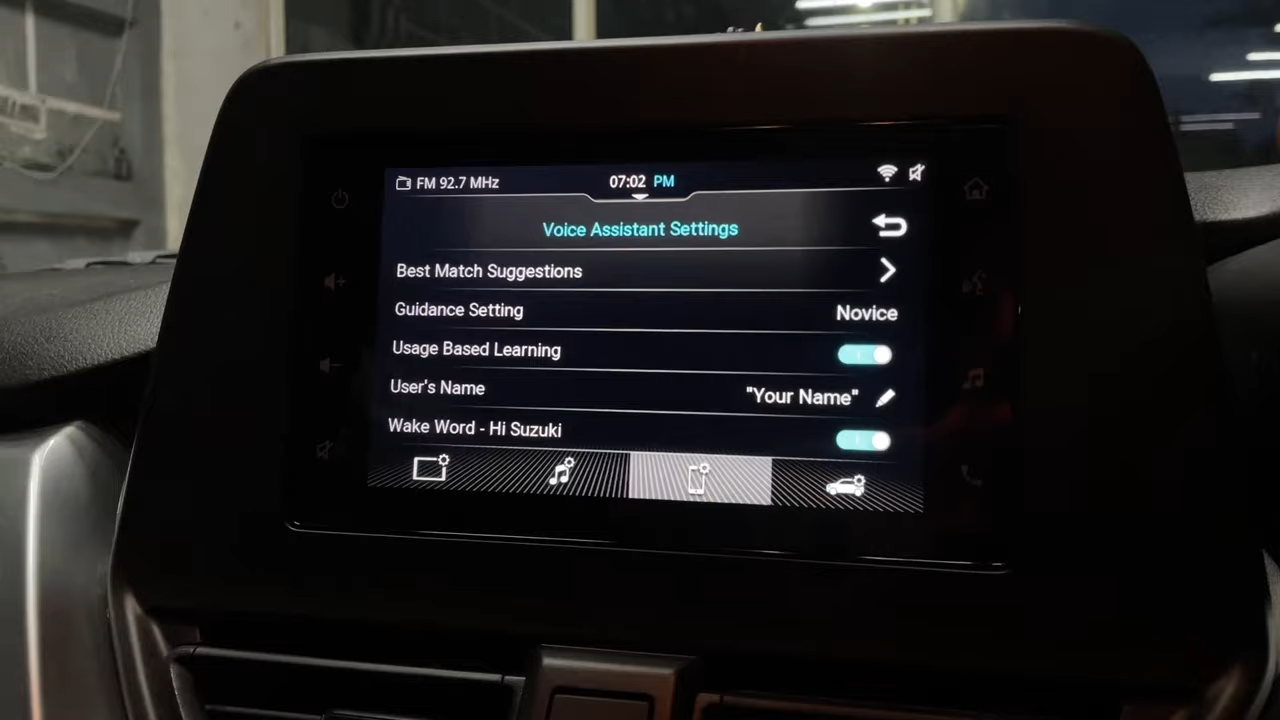 FM 92.7 MHz 07:02 PM
Voice Assistant Settings
Best Match Suggestions
Guidance Setting Novice
Usage Based Learning
User's Name "Your Name"
Wake Word - Hi Suzuki